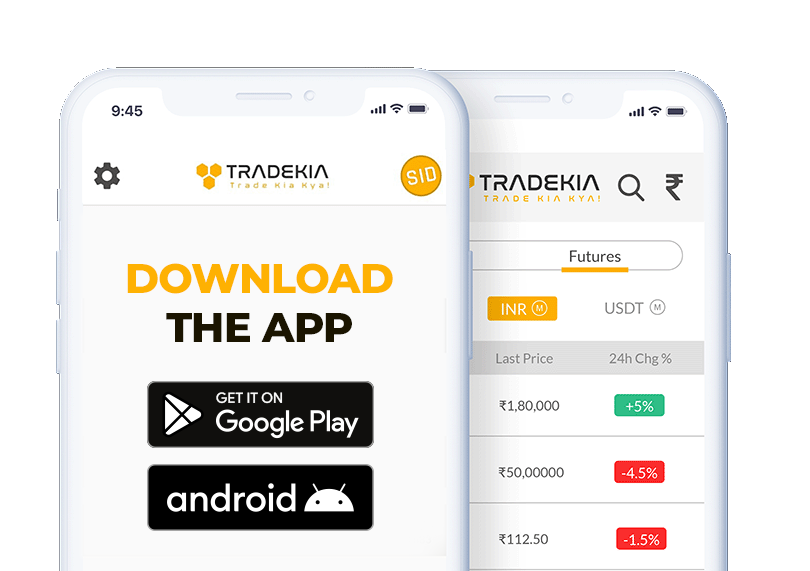 9:45
TRADEKIA
Trade Kia Kya!
SID
DOWNLOAD
THE APP
GET IT ON
Google Play
android
TRADEKIA
TRADE KIA KYA!
₹
Futures
INR M
USDT M
Last Price 24h Chg %
₹1,80,000 +5%
₹50,00000 -4.5%
₹112.50 -1.5%